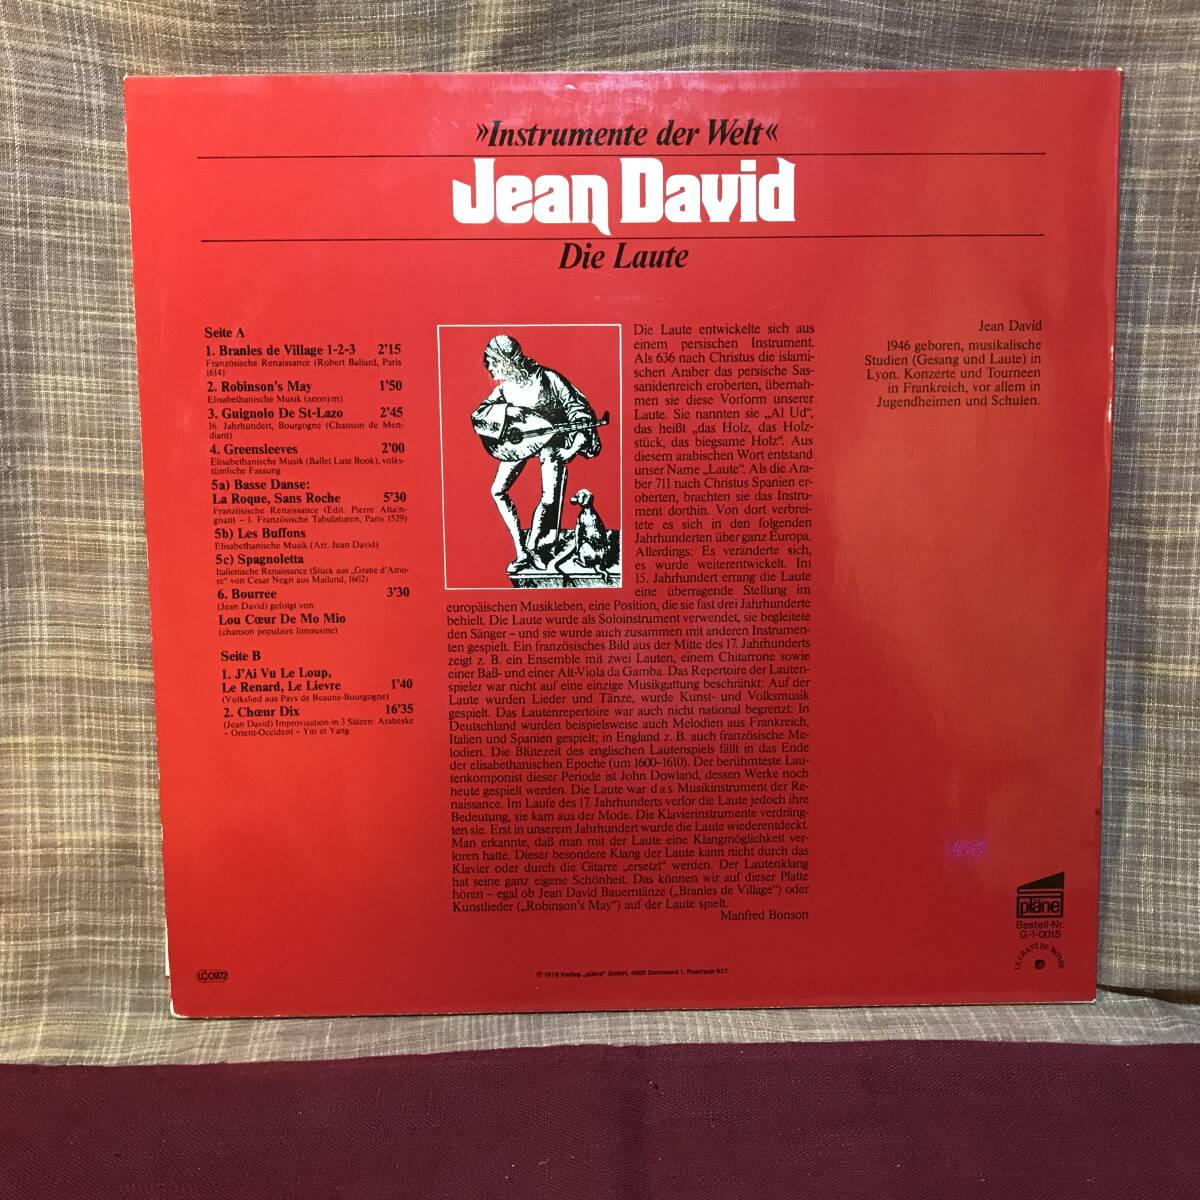 »Instrumente der Welt«
Jean David
Die Laute
Seite A
1. Branles de Village 1-2-3 2'15
Französische Renaissance (Robert Ballard, Paris
1614)
2. Robinson's May 1'50
Elisabethanische Musik (anonym)
3. Guignolo De St-Lazo 2'45
16. Jahrhundert, Bourgogne (Chanson de Men-
diant)
4. Greensleeves 2'00
Elisabethanische Musik (Ballet Lute Book), volks-
tümliche Fassung
5a) Basse Danse:
La Roque, Sans Roche 5'30
Französische Renaissance (Edit. Pierre Attain-
gnant – 1. Französische Tabulaturen, Paris 1529)
5b) Les Buffons
Elisabethanische Musik (Arr. Jean David)
5c) Spagnoletta
Italienische Renaissance (Stück aus „Gratie d'Amo-
re“ von Cesar Negri aus Mailand, 1602)
6. Bourree 3'30
(Jean David) gefolgt von:
Lou Cœur De Mo Mio
(chanson populaire limousine)
Seite B
1. J'Ai Vu Le Loup,
Le Renard, Le Lievre 1'40
(Volkslied aus Pays de Beaune-Bourgogne)
2. Chœur Dix 16'35
(Jean David) Improvisation in 3 Sätzen: Arabeske
– Orient-Occident – Yin et Yang
Die Laute entwickelte sich aus
einem persischen Instrument.
Als 636 nach Christus die islami-
schen Araber das persische Sas-
sanidenreich eroberten, übernah-
men sie diese Vorform unserer
Laute. Sie nannten sie „Al Ud“,
das heißt „das Holz, das Holz-
stück, das biegsame Holz“. Aus
diesem arabischen Wort entstand
unser Name „Laute“. Als die Ara-
ber 711 nach Christus Spanien er-
oberten, brachten sie das Instru-
ment dorthin. Von dort verbrei-
tete es sich in den folgenden
Jahrhunderten über ganz Europa.
Allerdings: Es veränderte sich,
es wurde weiterentwickelt. Im
15. Jahrhundert errang die Laute
eine überragende Stellung im
europäischen Musikleben, eine Position, die sie fast drei Jahrhunderte
behielt. Die Laute wurde als Soloinstrument verwendet, sie begleitete
den Sänger – und sie wurde auch zusammen mit anderen Instrumen-
ten gespielt. Ein französisches Bild aus der Mitte des 17. Jahrhunderts
zeigt z. B. ein Ensemble mit zwei Lauten, einem Chitarrone sowie
einer Baß- und einer Alt-Viola da Gamba. Das Repertoire der Lauten-
spieler war nicht auf eine einzige Musikgattung beschränkt: Auf der
Laute wurden Lieder und Tänze, wurde Kunst- und Volksmusik
gespielt. Das Lautenrepertoire war auch nicht national begrenzt: In
Deutschland wurden beispielsweise auch Melodien aus Frankreich,
Italien und Spanien gespielt; in England z. B. auch französische Me-
lodien. Die Blütezeit des englischen Lautenspiels fällt in das Ende
der elisabethanischen Epoche (um 1600–1610). Der berühmteste Lau-
tenkomponist dieser Periode ist John Dowland, dessen Werke noch
heute gespielt werden. Die Laute war das Musikinstrument der Re-
naissance. Im Laufe des 17. Jahrhunderts verlor die Laute jedoch ihre
Bedeutung, sie kam aus der Mode. Die Klavierinstrumente verdräng-
ten sie. Erst in unserem Jahrhundert wurde die Laute wiederentdeckt.
Man erkannte, daß man mit der Laute eine Klangmöglichkeit ver-
loren hatte. Dieser besondere Klang der Laute kann nicht durch das
Klavier oder durch die Gitarre „ersetzt“ werden. Der Lautenklang
hat seine ganz eigene Schönheit. Das können wir auf dieser Platte
hören – egal ob Jean David Bauerntänze („Branles de Village“) oder
Kunstlieder („Robinson's May“) auf der Laute spielt.
Manfred Bonson
Jean David
1946 geboren, musikalische
Studien (Gesang und Laute) in
Lyon. Konzerte und Tourneen
in Frankreich, vor allem in
Jugendheimen und Schulen.
pläne
Bestell-Nr.
G-1-0015
LE CHANT DU MONDE
LC 0972
℗ 1978 Verlag „pläne“ GmbH, 4600 Dortmund 1, Postfach 827